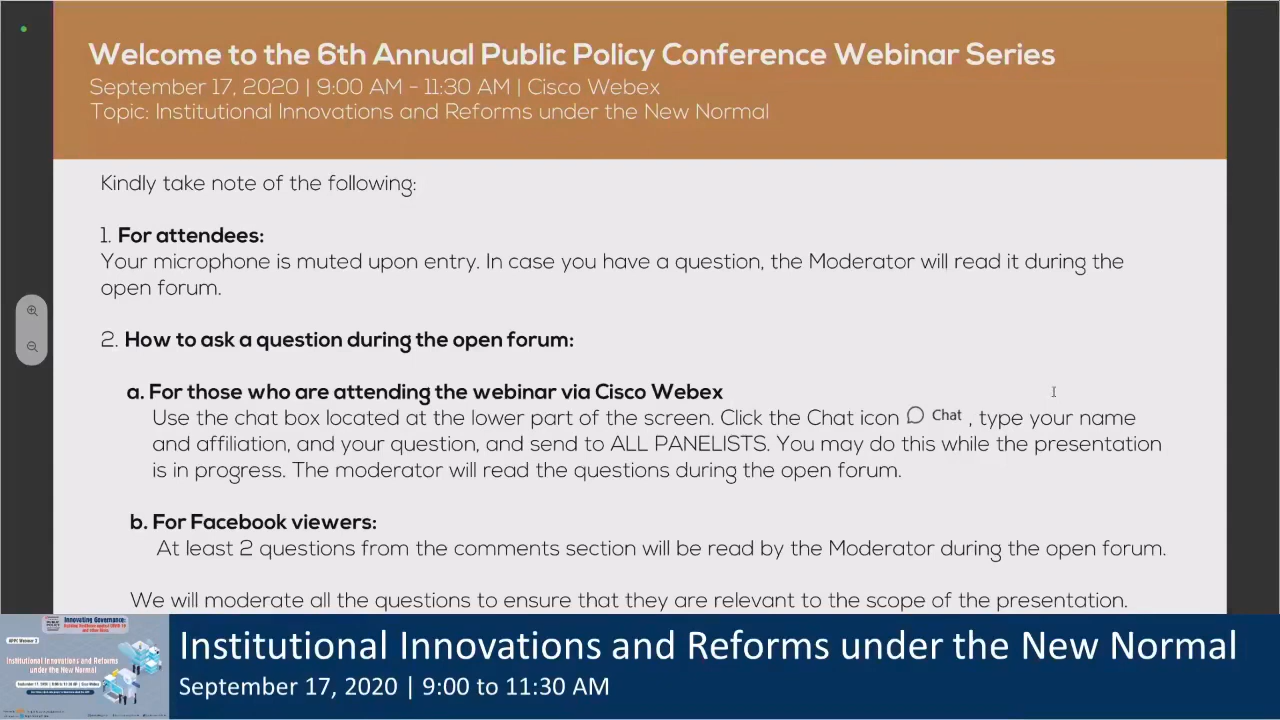 Welcome to the 6th Annual Public Policy Conference Webinar Series
September 17, 2020 | 9:00 AM - 11:30 AM | Cisco Webex
Topic: Institutional Innovations and Reforms under the New Normal
Kindly take note of the following:
1. For attendees:
Your microphone is muted upon entry. In case you have a question, the Moderator will read it during the
open forum.
2. How to ask a question during the open forum:
a. For those who are attending the webinar via Cisco Webex
Use the chat box located at the lower part of the screen. Click the Chat icon Chat , type your name
and affiliation, and your question, and send to ALL PANELISTS. You may do this while the presentation
is in progress. The moderator will read the questions during the open forum.
b. For Facebook viewers:
At least 2 questions from the comments section will be read by the Moderator during the open forum.
We will moderate all the questions to ensure that they are relevant to the scope of the presentation.
Innovating Governance:
Institutional Innovations and Reforms
under the New Normal
Institutional Innovations and Reforms under the New Normal
September 17, 2020 | 9:00 to 11:30 AM